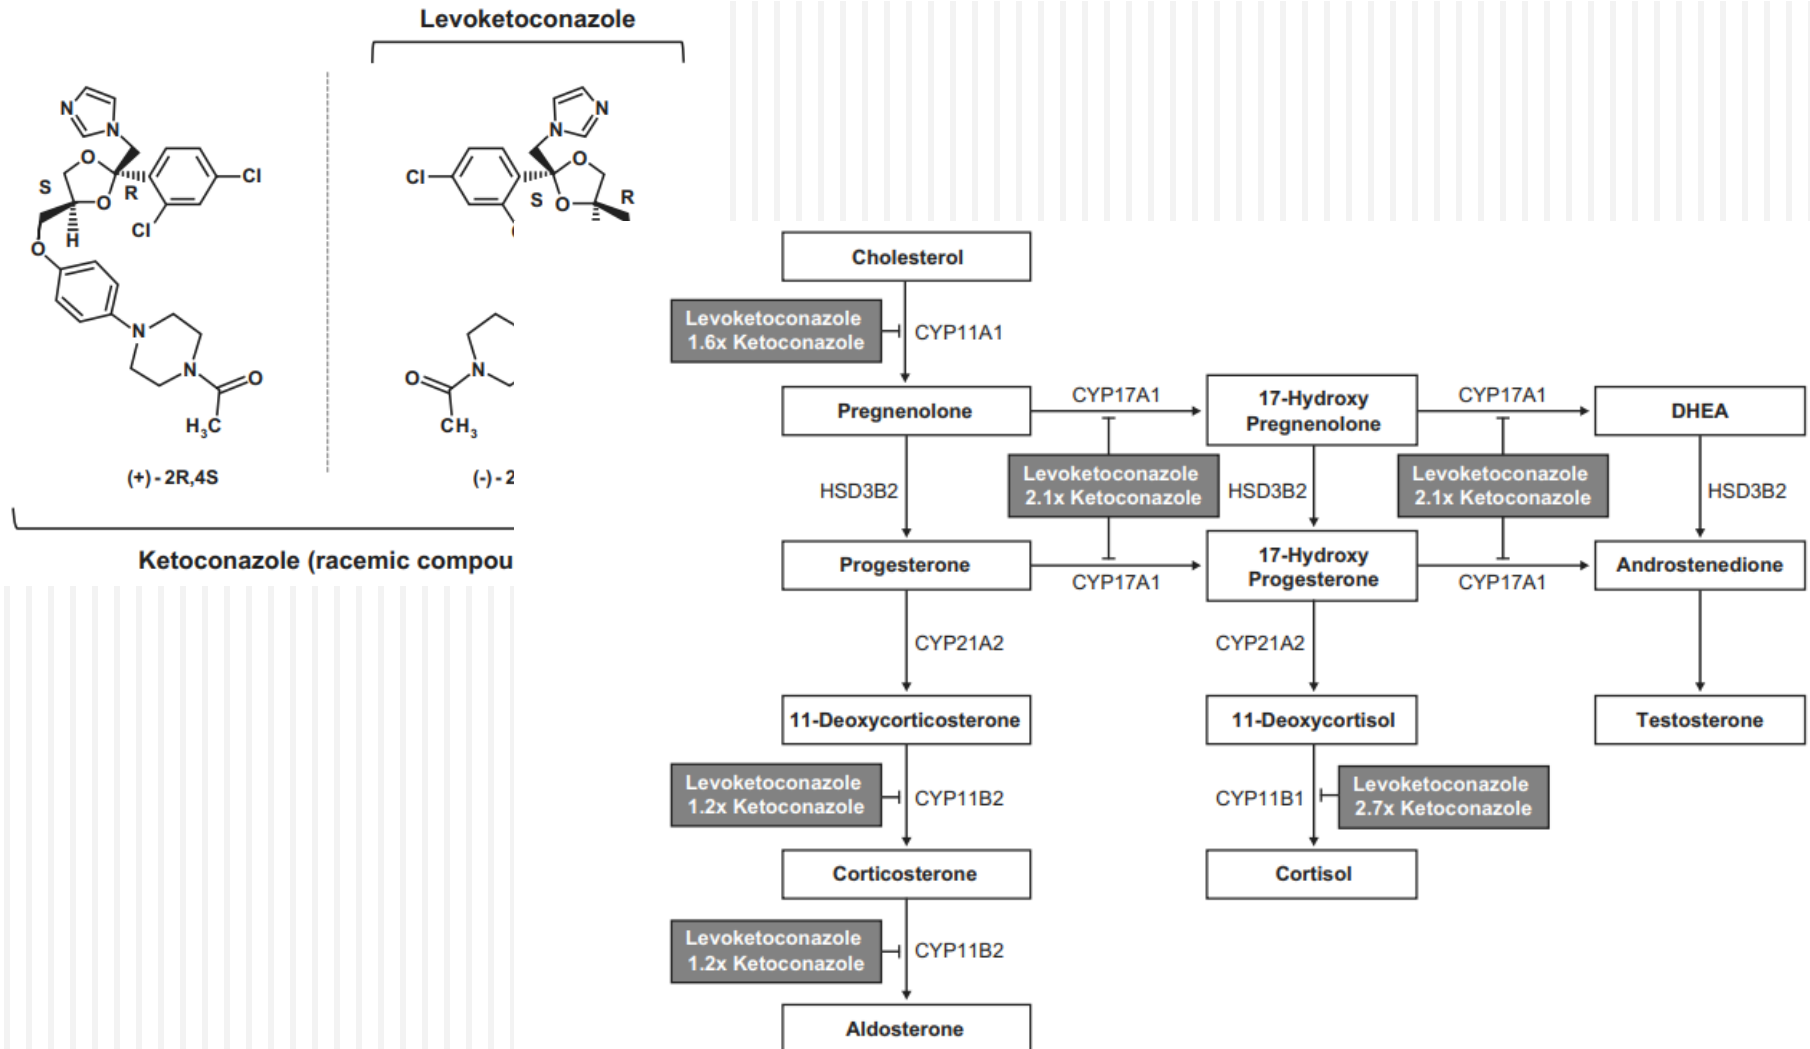 Levoketoconazole
N
N
O
O
S
R
H
O
Cl
Cl
N
N
O
H3C
(+) - 2R,4S
N
N
O
O
S
R
Cl
N
O
CH3
(-) - 2
Ketoconazole (racemic compou
Cholesterol
Levoketoconazole
1.6x Ketoconazole
CYP11A1
Pregnenolone
CYP17A1
17-Hydroxy
Pregnenolone
CYP17A1
DHEA
HSD3B2
Levoketoconazole
2.1x Ketoconazole
HSD3B2
Levoketoconazole
2.1x Ketoconazole
HSD3B2
Progesterone
CYP17A1
17-Hydroxy
Progesterone
CYP17A1
Androstenedione
CYP21A2
CYP21A2
11-Deoxycorticosterone
11-Deoxycortisol
Testosterone
Levoketoconazole
1.2x Ketoconazole
CYP11B2
CYP11B1
Levoketoconazole
2.7x Ketoconazole
Corticosterone
Cortisol
Levoketoconazole
1.2x Ketoconazole
CYP11B2
Aldosterone